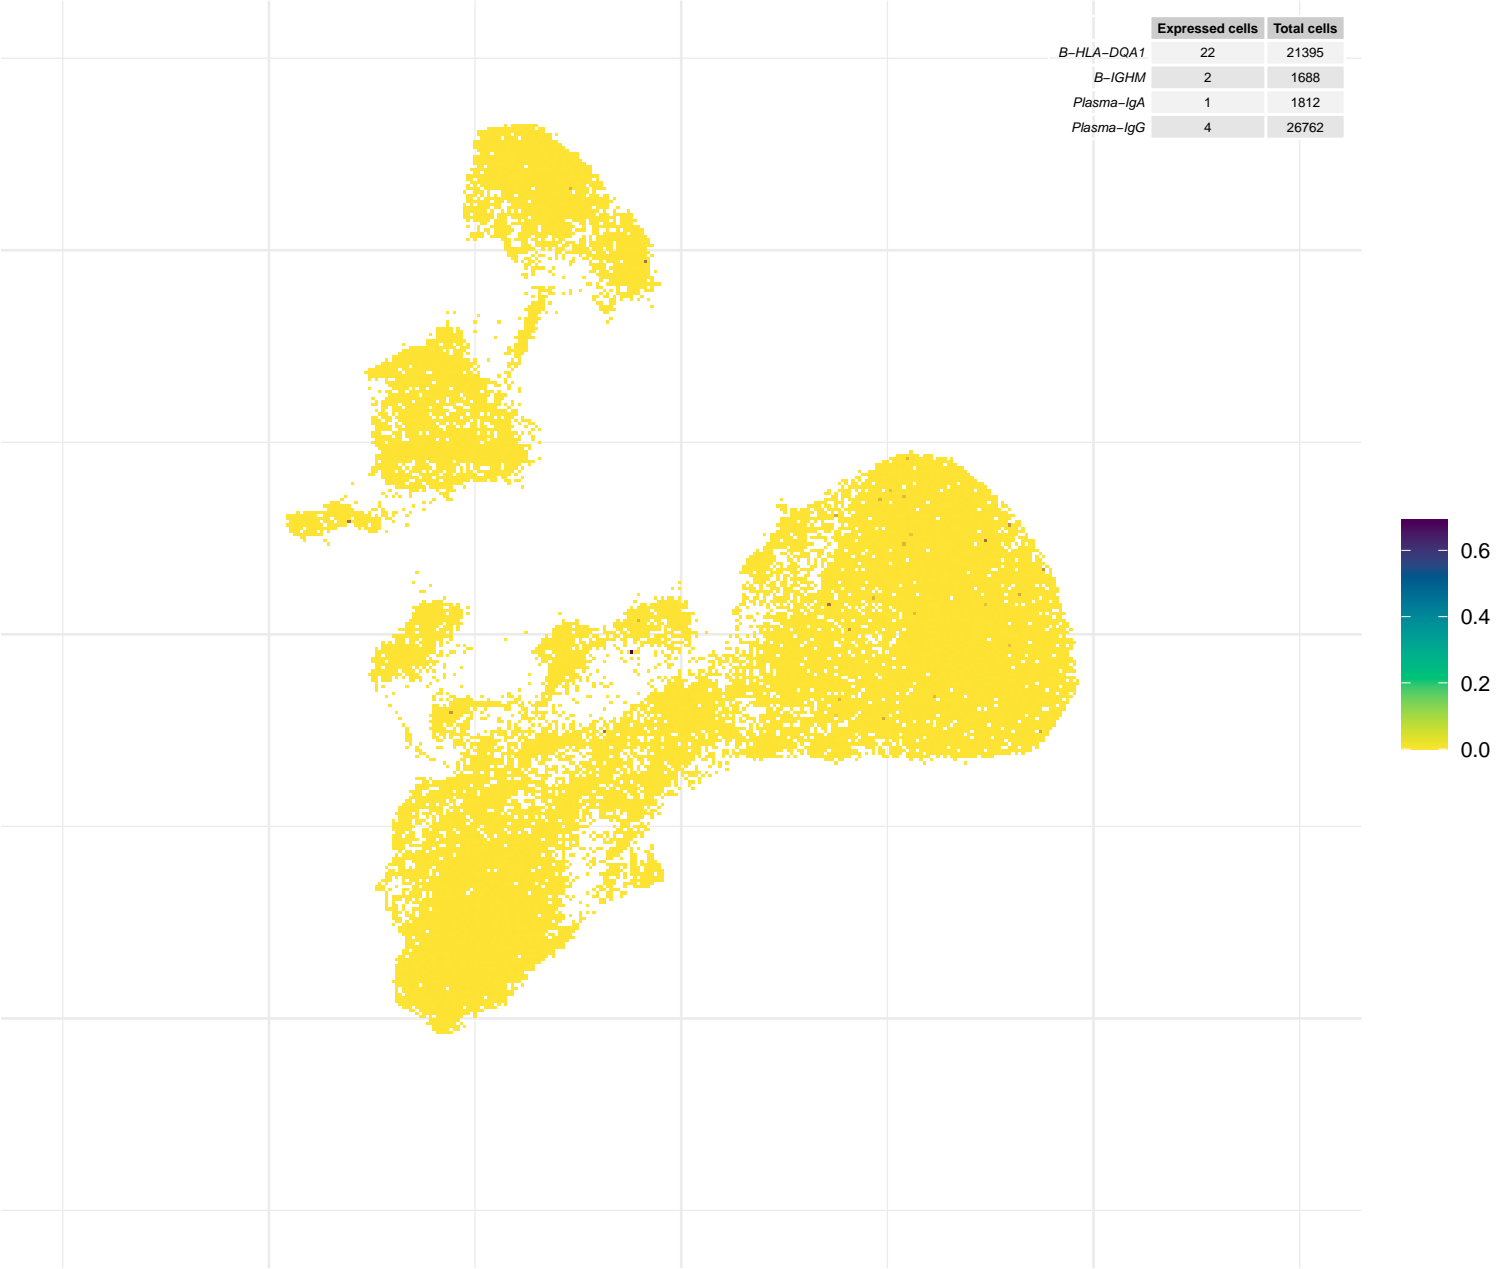 Expressed cells Total cells
B−HLA−DQA1 22 21395
B−IGHM 2 1688
Plasma−IgA 1 1812
Plasma−IgG 4 26762
0.6
0.4
0.2
0.0